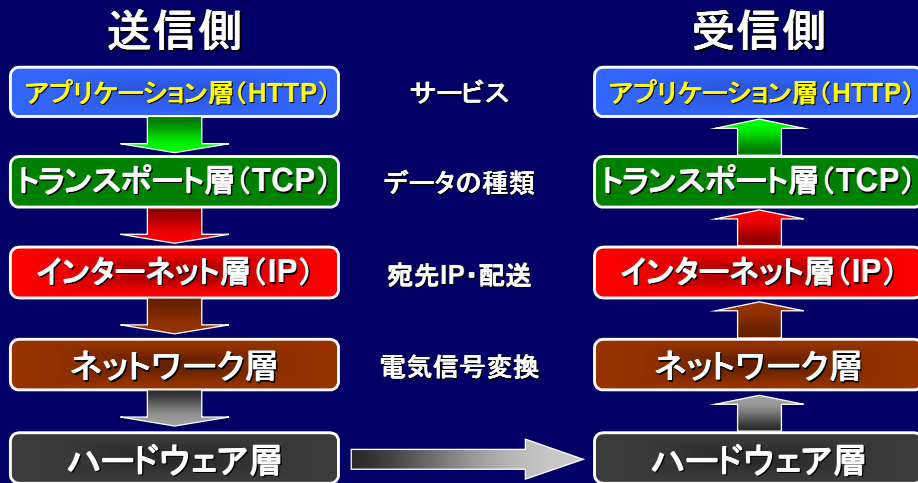 送信側
受信側
アプリケーション層(HTTP)
サービス
アプリケーション層(HTTP)
トランスポート層(TCP)
データの種類
トランスポート層(TCP)
インターネット層(IP)
宛先IP・配送
インターネット層(IP)
ネットワーク層
電気信号変換
ネットワーク層
ハードウェア層
ハードウェア層